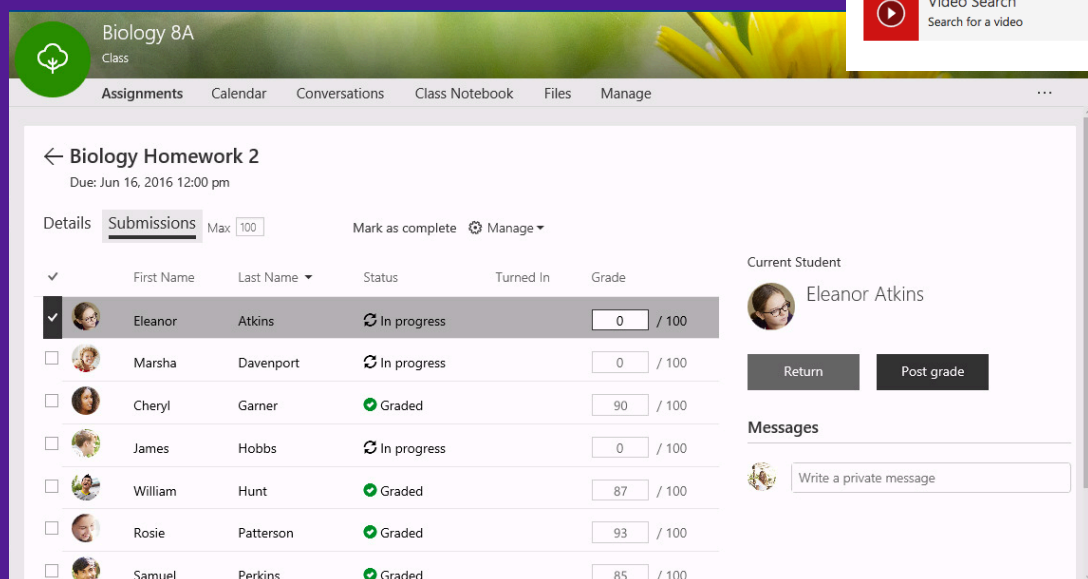 Video Search
Search for a video
Biology 8A
Class
Assignments Calendar Conversations Class Notebook Files Manage ...
Biology Homework 2
Due: Jun 16, 2016 12:00 pm
Details Submissions Max 100 Mark as complete Manage
First Name Last Name Status Turned In Grade
Eleanor Atkins In progress 0 / 100
Marsha Davenport In progress 0 / 100
Cheryl Garner Graded 90 / 100
James Hobbs In progress 0 / 100
William Hunt Graded 87 / 100
Rosie Patterson Graded 93 / 100
Samuel Perkins Graded 85 / 100
Current Student
Eleanor Atkins
Return Post grade
Messages
Write a private message